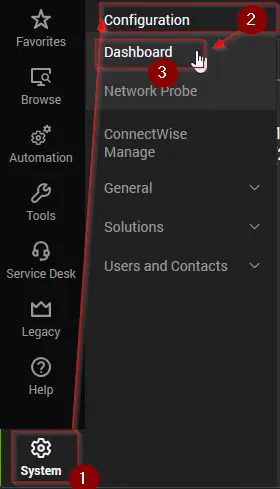 Favorites
Browse
Automation
Tools
Service Desk
Legacy
Help
System
1
Configuration
2
Dashboard
3
Network Probe
ConnectWise
Manage
General
Solutions
Users and Contacts